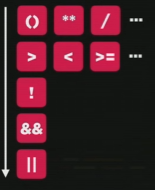 () ** / ...
> < >= ...
!
&&
||